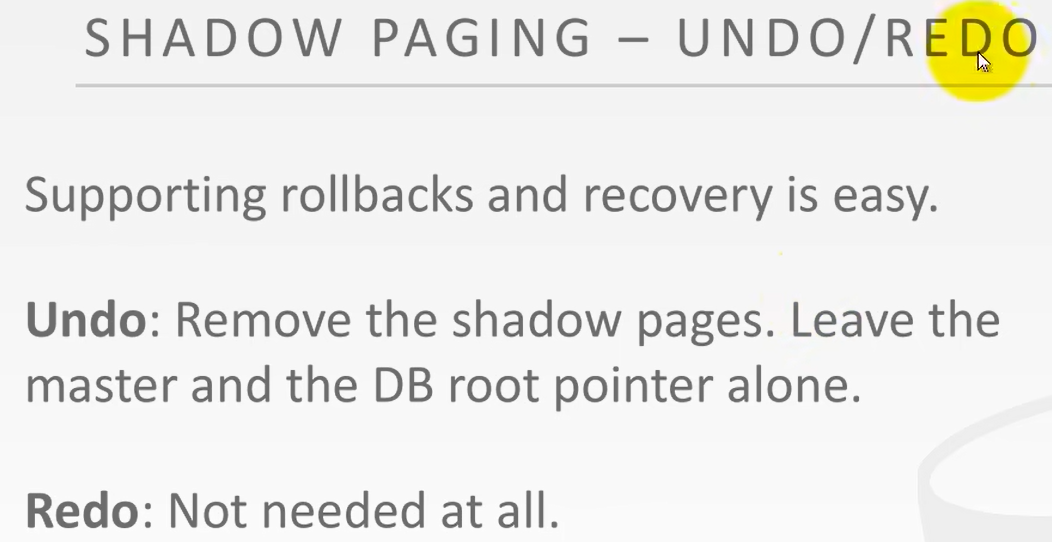 SHADOW PAGING – UNDO/REDO
Supporting rollbacks and recovery is easy.
Undo: Remove the shadow pages. Leave the
master and the DB root pointer alone.
Redo: Not needed at all.